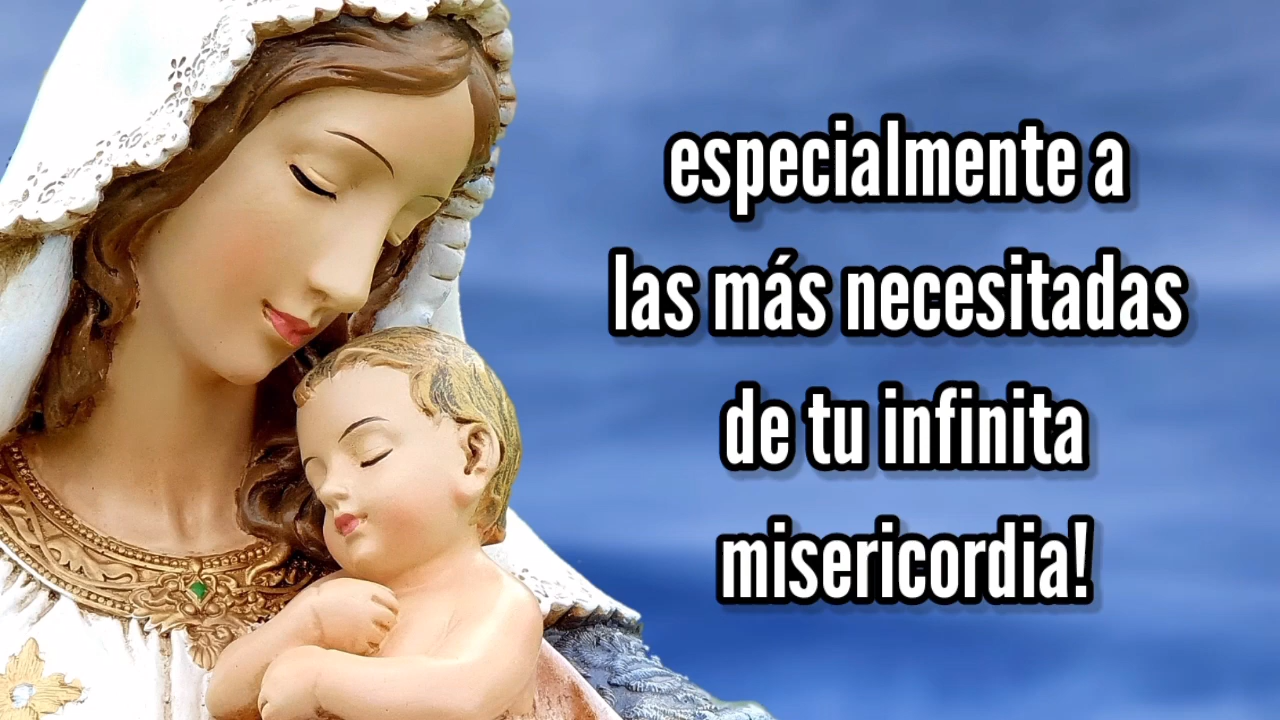 especialmente a
las más necesitadas
de tu infinita
misericordia!